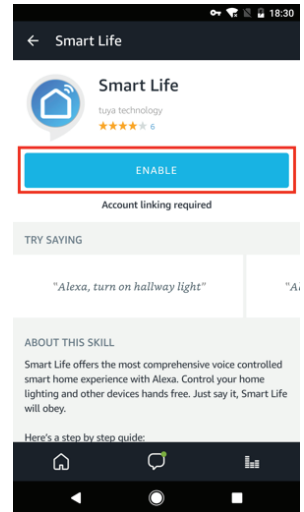 18:30
Smart Life
Smart Life
tuya technology
6
ENABLE
Account linking required
TRY SAYING
"Alexa, turn on hallway light"
"Al
ABOUT THIS SKILL
Smart Life offers the most comprehensive voice controlled
smart home experience with Alexa. Control your home
lighting and other devices hands free. Just say it, Smart Life
will obey.
Here's a step by step guide: